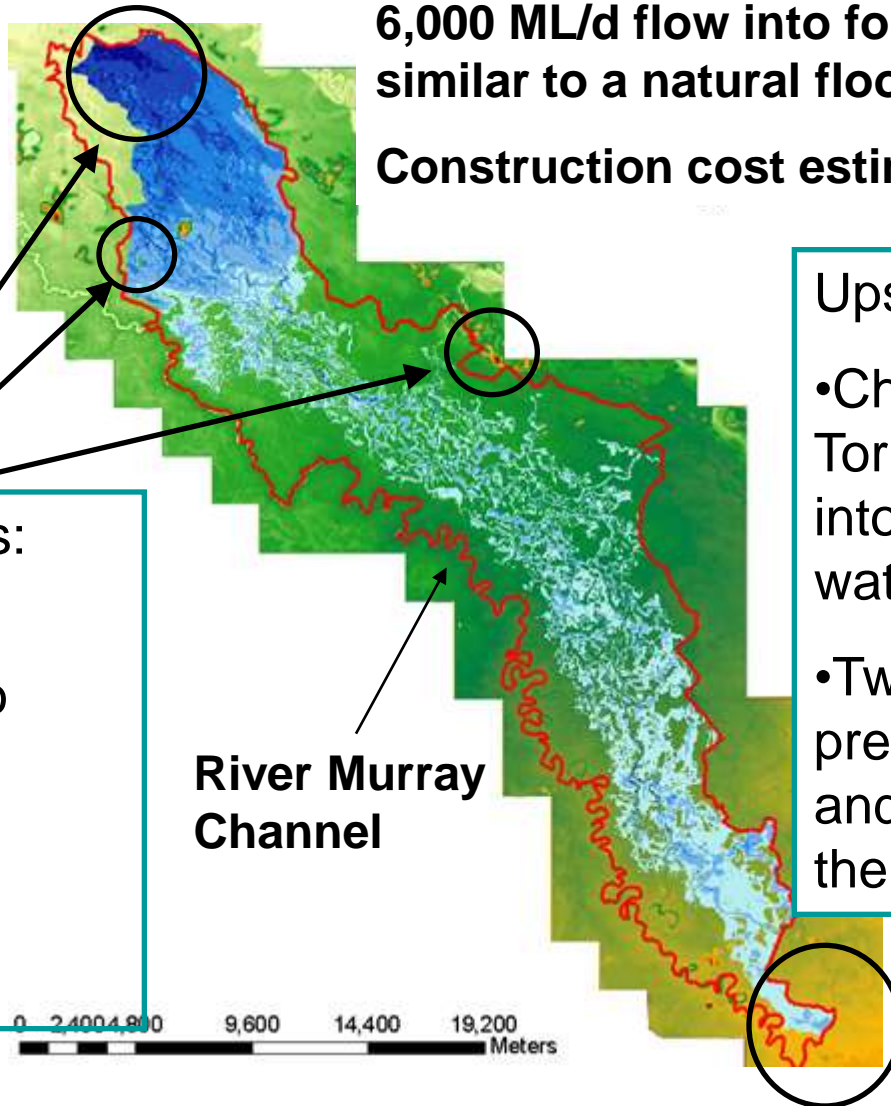 6,000 ML/d flow into fo
similar to a natural floo
Construction cost estin
Ups
•Ch
Tor
into
wat
•Tw
pre
and
the
s:
River Murray
Channel
0 2,400 4,800 9,600 14,400 19,200
Meters